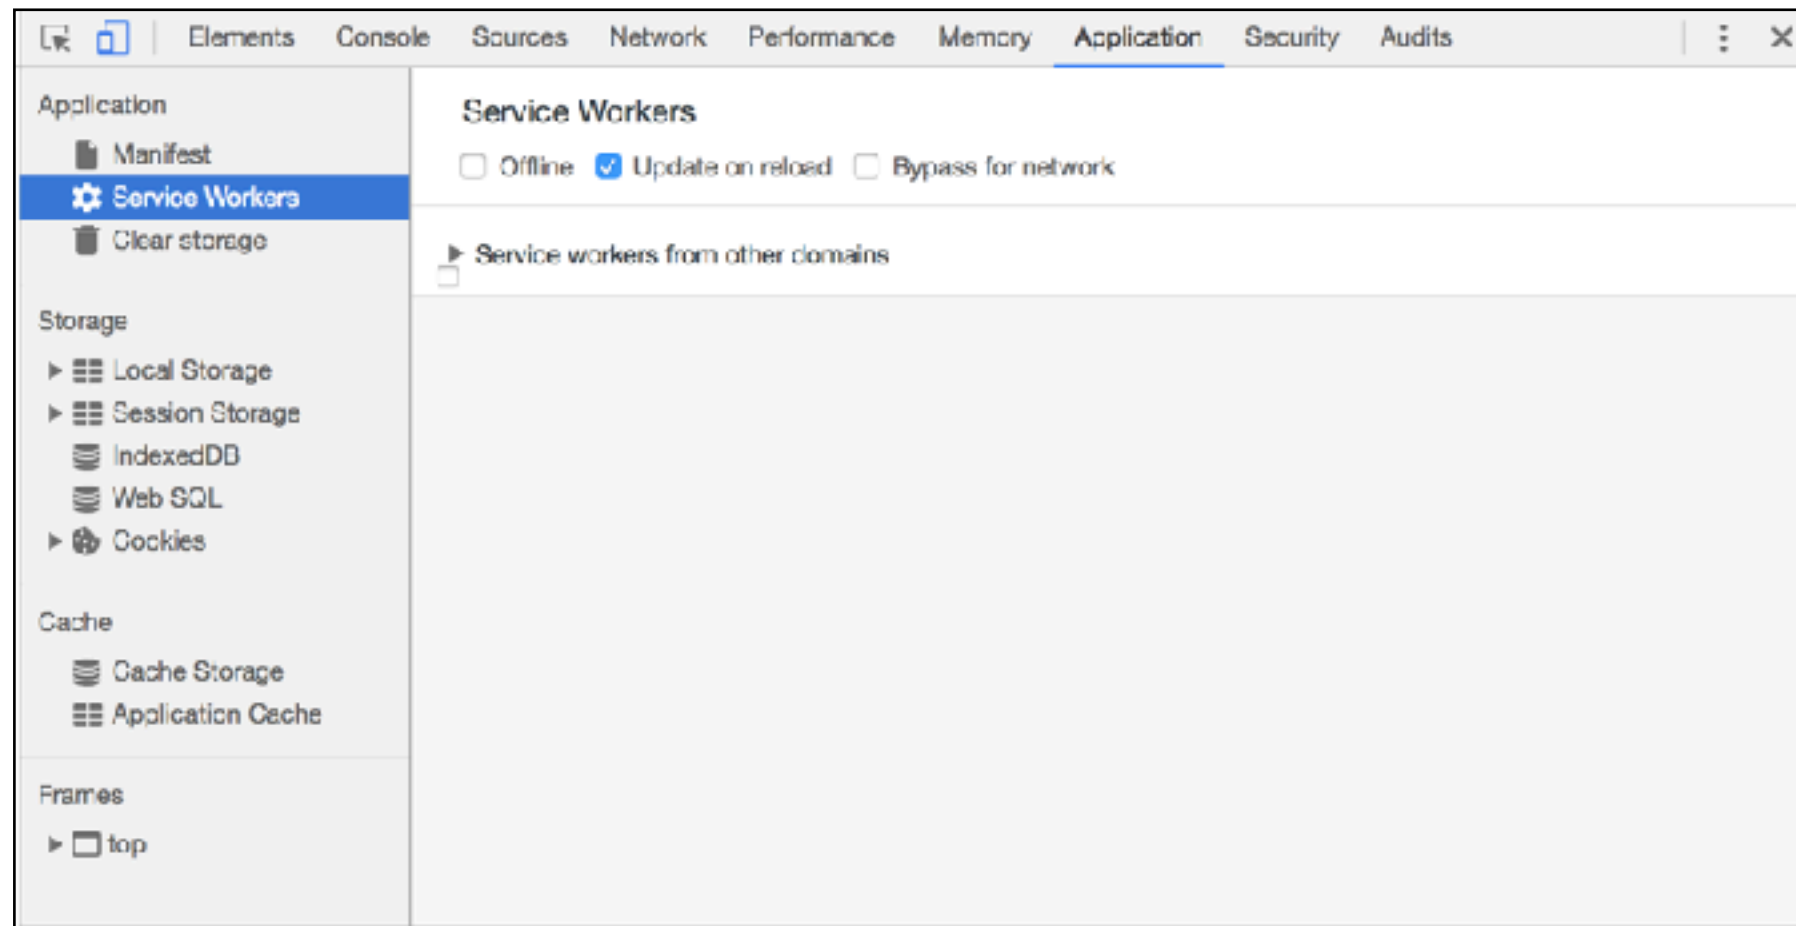 Elements Console Sources Network Performance Memory Application Security Audits
Application
Manifest
Service Workers
Clear storage
Storage
Local Storage
Session Storage
IndexedDB
Web SQL
Cookies
Cache
Cache Storage
Application Cache
Frames
top
Service Workers
Offline Update on reload Bypass for network
Service workers from other domains